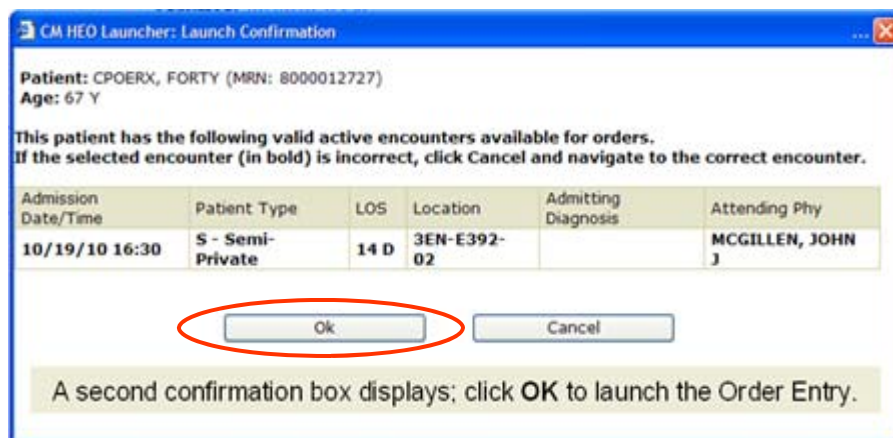 CM HEO Launcher: Launch Confirmation ...
Patient: CPOERX, FORTY (MRN: 8000012727)
Age: 67 Y
This patient has the following valid active encounters available for orders.
If the selected encounter (in bold) is incorrect, click Cancel and navigate to the correct encounter.
Admission Date/Time Patient Type LOS Location Admitting Diagnosis Attending Phy
10/19/10 16:30 S - Semi-Private 14 D 3EN-E392-02 MCGILLEN, JOHN J
Ok Cancel
A second confirmation box displays; click OK to launch the Order Entry.